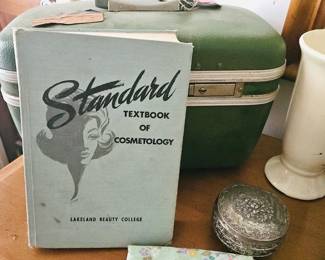 Standard
TEXTBOOK
OF
COSMETOLOGY
LAKELAND BEAUTY COLLEGE